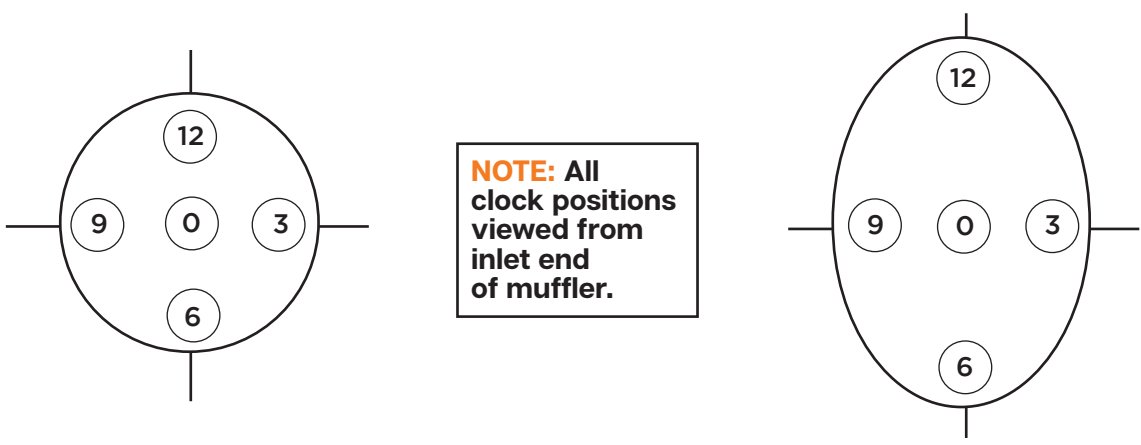 12
9
0
3
6
NOTE: All
clock positions
viewed from
inlet end
of muffler.
12
9
0
3
6